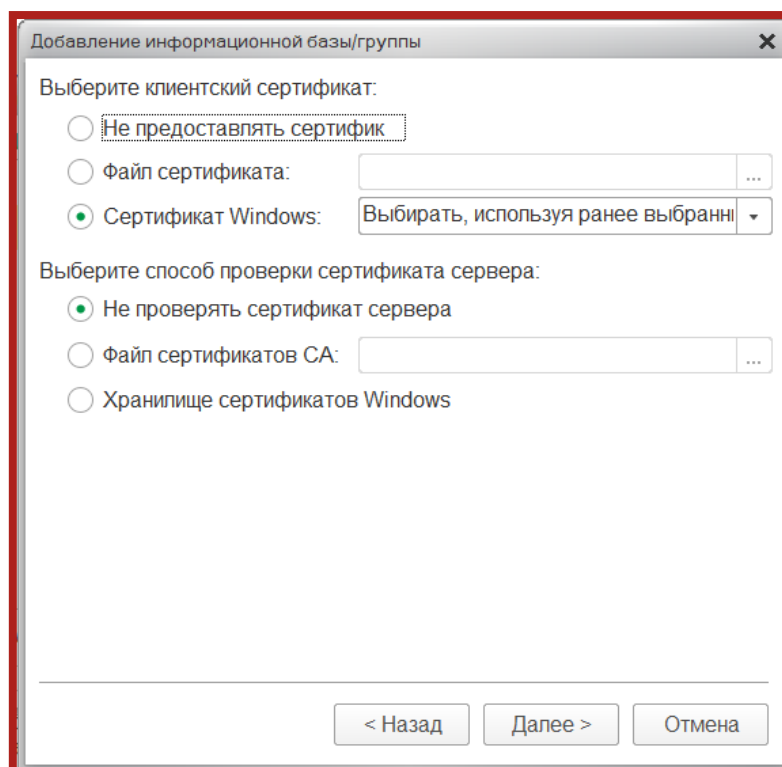 Добавление информационной базы/группы
Выберите клиентский сертификат:
Не предоставлять сертифик
Файл сертификата:
...
Сертификат Windows: Выбирать, используя ранее выбранн
Выберите способ проверки сертификата сервера:
Не проверять сертификат сервера
Файл сертификатов CA:
...
Хранилище сертификатов Windows
< Назад Далее > Отмена